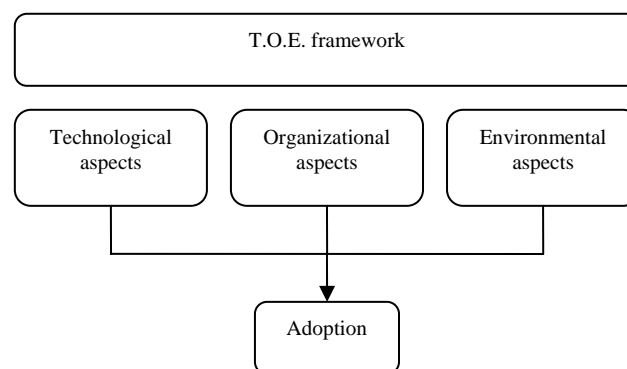 T.O.E. framework
Technological
aspects
Organizational
aspects
Environmental
aspects
Adoption